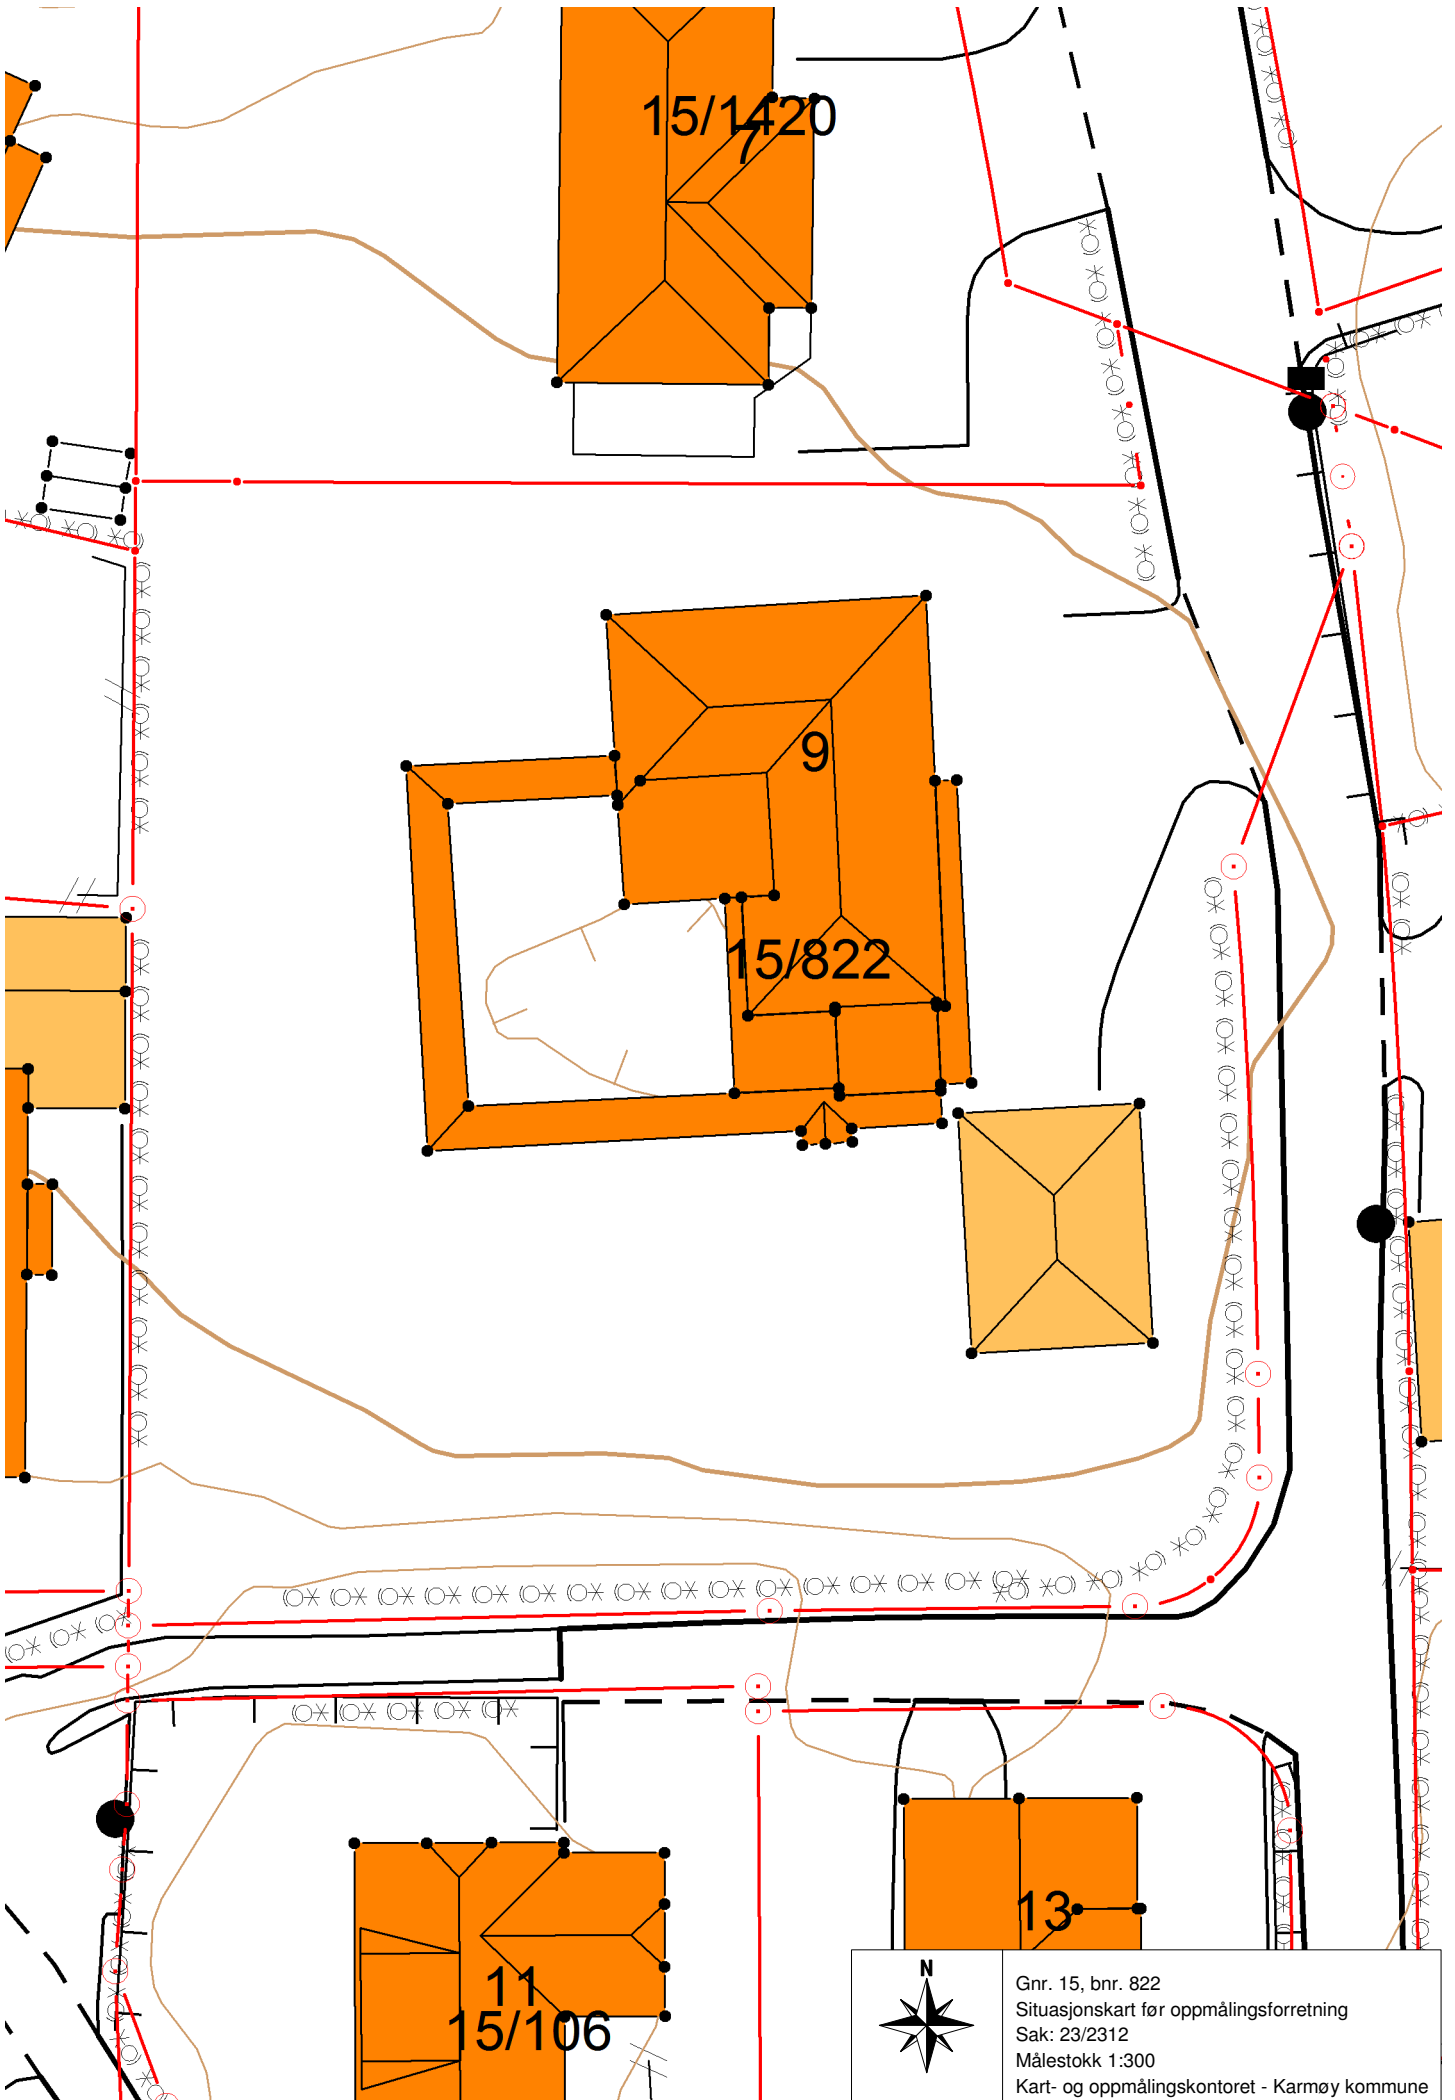 15/1420
7
9
15/822
13
11
15/106
N
Gnr. 15, bnr. 822
Situasjonskart før oppmålingsforretning
Sak: 23/2312
Målestokk 1:300
Kart- og oppmålingskontoret - Karmøy kommune